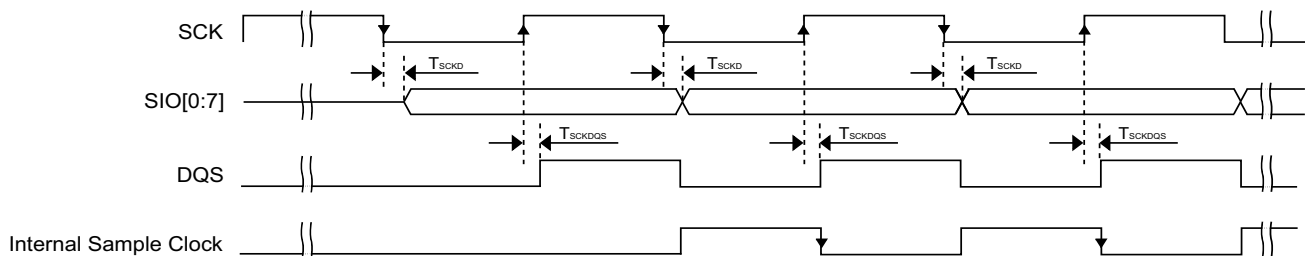 SCK
TSCKD TSCKD TSCKD
SIO[0:7]
TSCKDQS TSCKDQS TSCKDQS
DQS
Internal Sample Clock